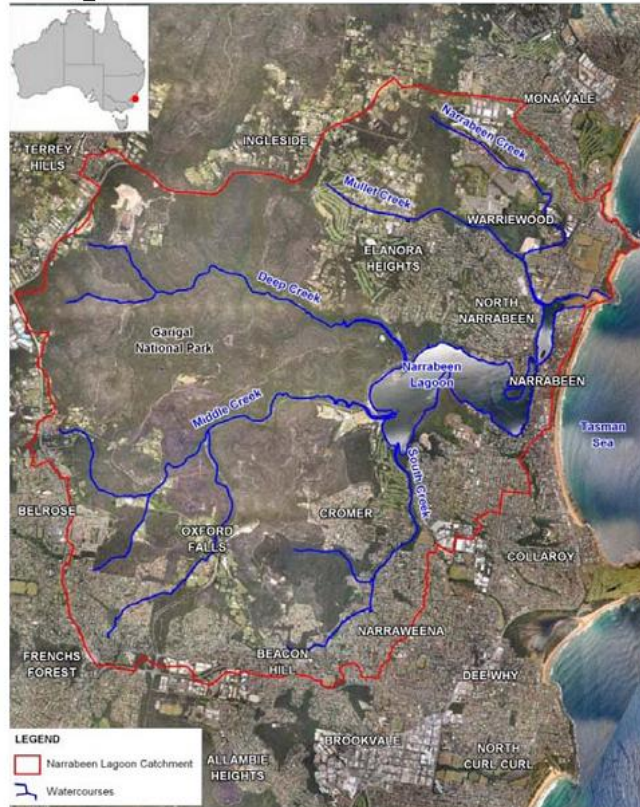 MONA VALE
Narrabeen Creek
INGLESIDE
TERREY
HILLS
Mullet Creek
WARRIEWOOD
ELANORA
HEIGHTS
Deep Creek
NORTH
NARRABEEN
Garigal
National Park
Narrabeen
Lagoon
NARRABEEN
Middle Creek
Tasman
Sea
South Creek
BELROSE
CROMER
OXFORD
FALLS
COLLAROY
NARRAWEENA
FRENCHS
FOREST
BEACON
HILL
DEE WHY
LEGEND
Narrabeen Lagoon Catchment
Watercourses
BROOKVALE
ALLAMBIE
HEIGHTS
NORTH
CURL CURL